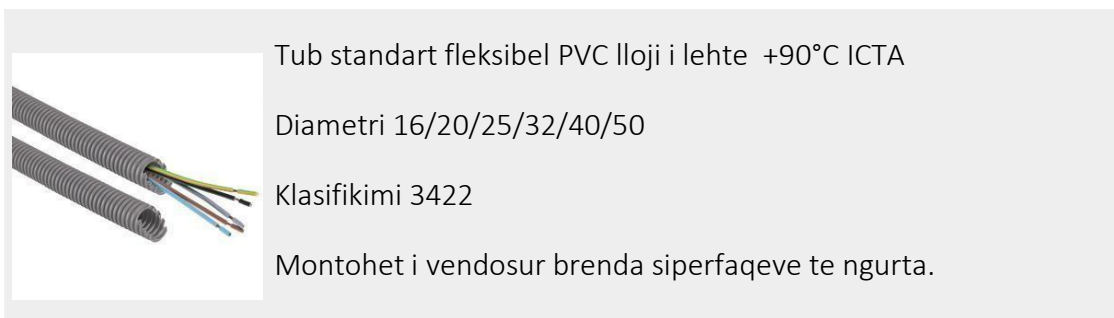 Tub standart fleksibel PVC lloji i lehte +90°C ICTA
Diametri 16/20/25/32/40/50
Klasifikimi 3422
Montohet i vendosur brenda siperfaqeve te ngurta.